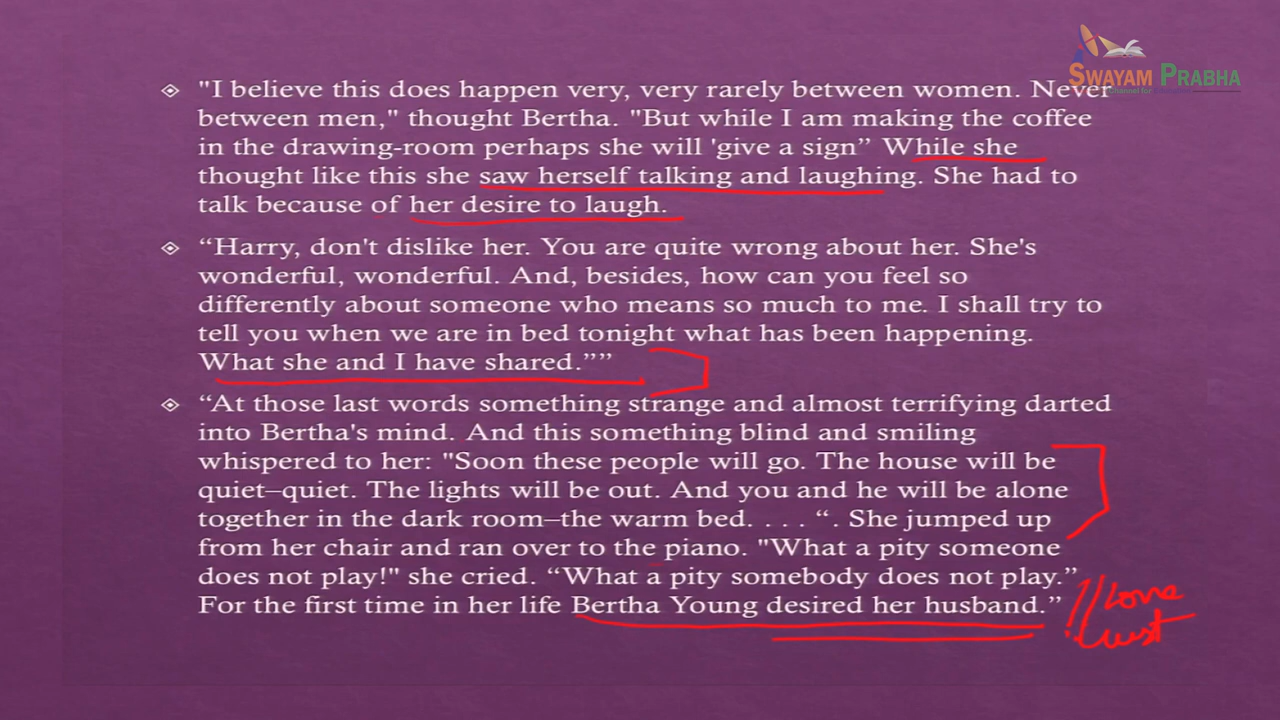 SWAYAM PRABHA
"I believe this does happen very, very rarely between women. Never
between men," thought Bertha. "But while I am making the coffee
in the drawing-room perhaps she will 'give a sign” While she
thought like this she saw herself talking and laughing. She had to
talk because of her desire to laugh.
“Harry, don't dislike her. You are quite wrong about her. She's
wonderful, wonderful. And, besides, how can you feel so
differently about someone who means so much to me. I shall try to
tell you when we are in bed tonight what has been happening.
What she and I have shared.””
“At those last words something strange and almost terrifying darted
into Bertha's mind. And this something blind and smiling
whispered to her: "Soon these people will go. The house will be
quiet–quiet. The lights will be out. And you and he will be alone
together in the dark room–the warm bed. . . . “. She jumped up
from her chair and ran over to the piano. "What a pity someone
does not play!" she cried. “What a pity somebody does not play.”
For the first time in her life Bertha Young desired her husband.”
Love
Lust